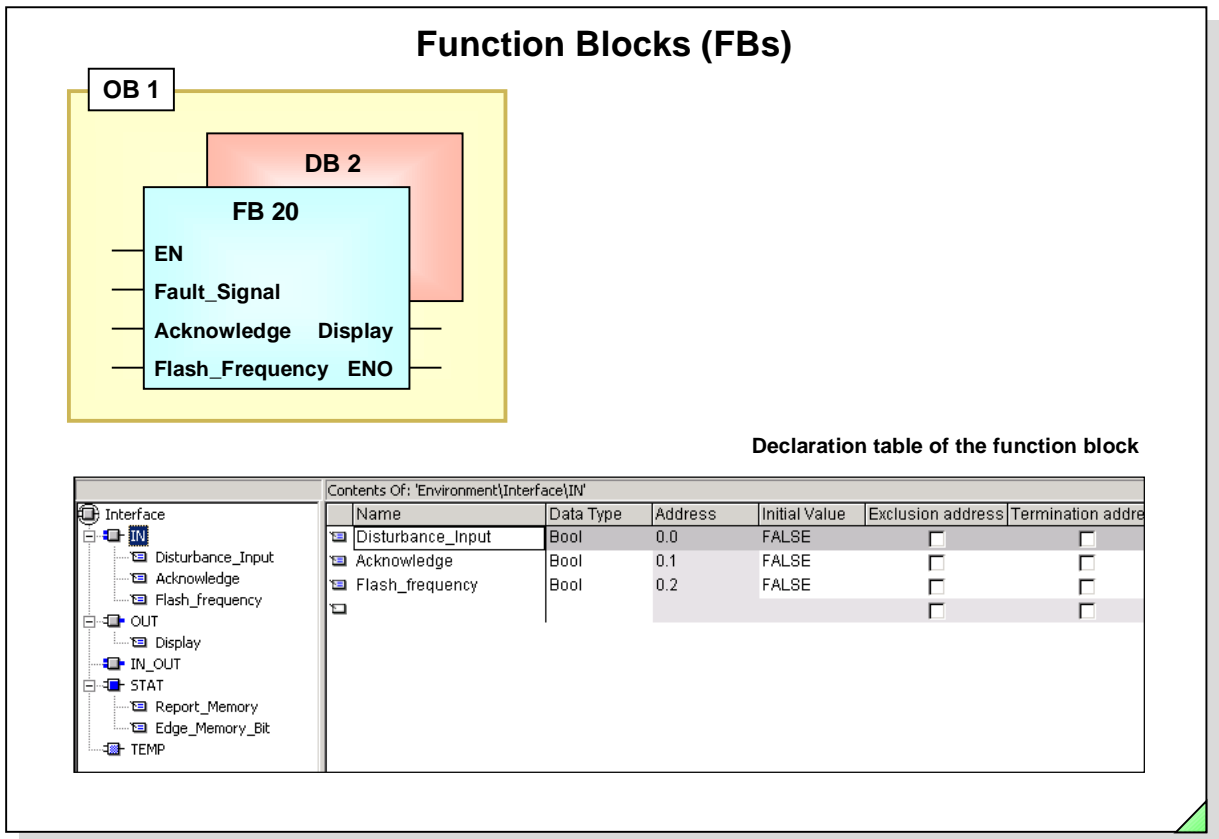 Function Blocks (FBs)
OB 1
DB 2
FB 20
EN
Fault_Signal
Acknowledge Display
Flash_Frequency ENO
Declaration table of the function block
Contents Of: 'Environment\Interface\IN'
Interface
IN
Disturbance_Input
Acknowledge
Flash_frequency
OUT
Display
IN_OUT
STAT
Report_Memory
Edge_Memory_Bit
TEMP
Name Data Type Address Initial Value Exclusion address Termination addre
Disturbance_Input Bool 0.0 FALSE
Acknowledge Bool 0.1 FALSE
Flash_frequency Bool 0.2 FALSE